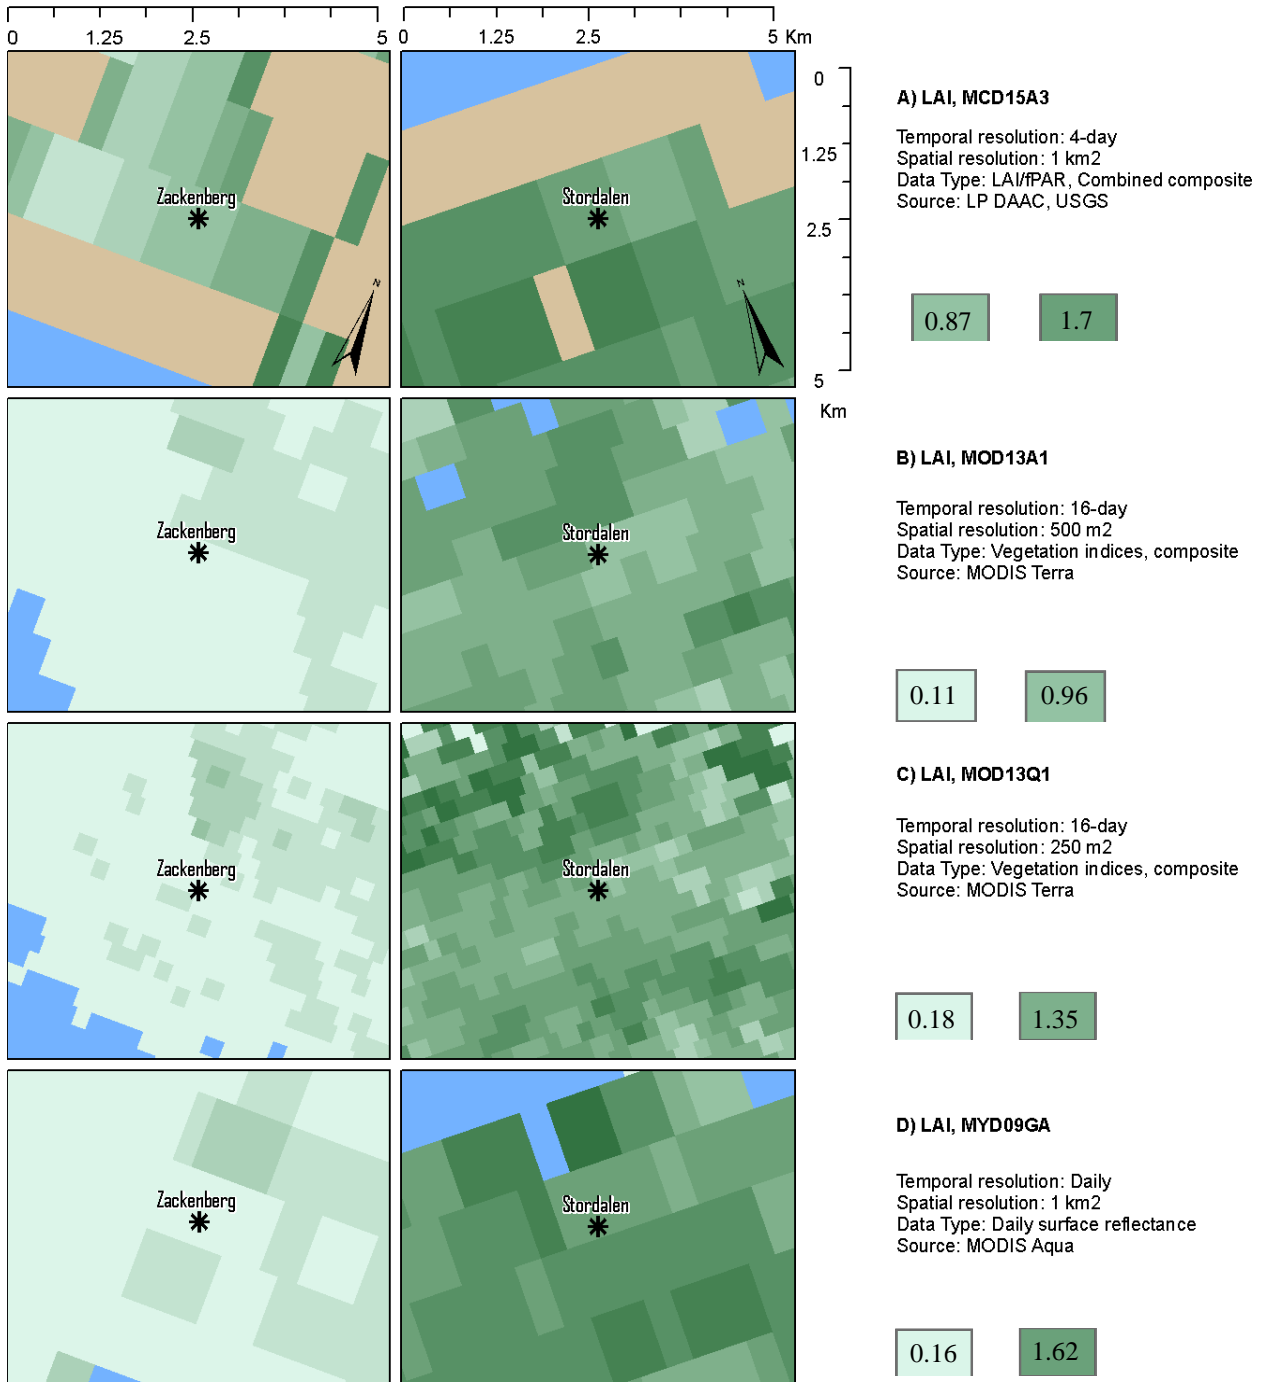 0 1.25 2.5 5
0 1.25 2.5 5 Km
Zackenberg
N
Stordalen
N
0
1.25
2.5
5
Km
A) LAI, MCD15A3
Temporal resolution: 4-day
Spatial resolution: 1 km2
Data Type: LAI/fPAR, Combined composite
Source: LP DAAC, USGS
0.87 1.7
Zackenberg
Stordalen
B) LAI, MOD13A1
Temporal resolution: 16-day
Spatial resolution: 500 m2
Data Type: Vegetation indices, composite
Source: MODIS Terra
0.11 0.96
Zackenberg
Stordalen
C) LAI, MOD13Q1
Temporal resolution: 16-day
Spatial resolution: 250 m2
Data Type: Vegetation indices, composite
Source: MODIS Terra
0.18 1.35
Zackenberg
Stordalen
D) LAI, MYD09GA
Temporal resolution: Daily
Spatial resolution: 1 km2
Data Type: Daily surface reflectance
Source: MODIS Aqua
0.16 1.62